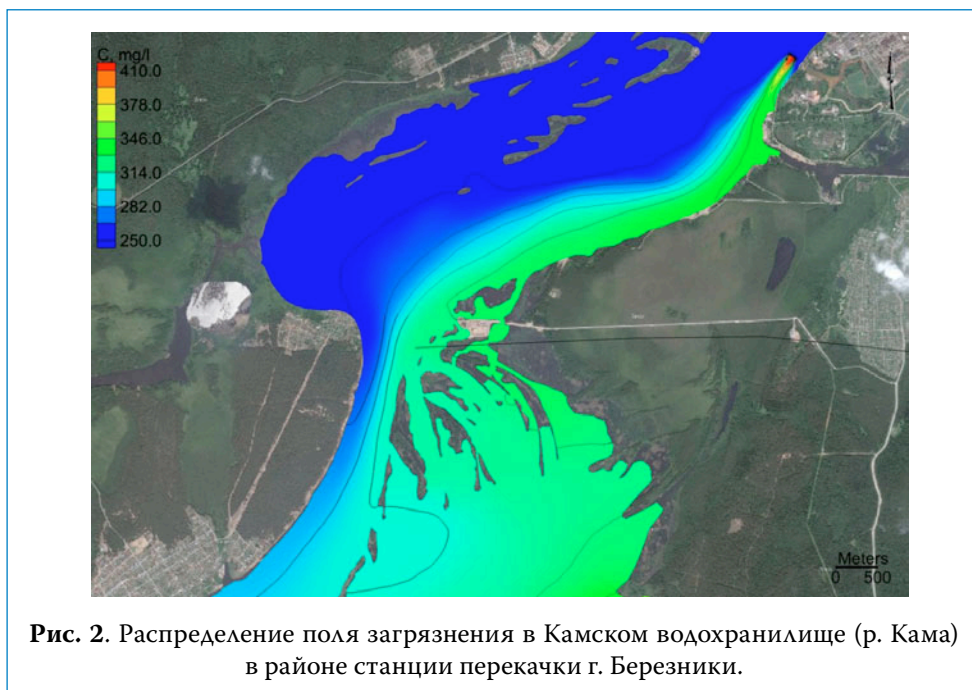 C, mg/l
410.0
378.0
346.0
314.0
282.0
250.0
Meters
0 500
Рис. 2. Распределение поля загрязнения в Камском водохранилище (р. Кама)
в районе станции перекачки г. Березники.